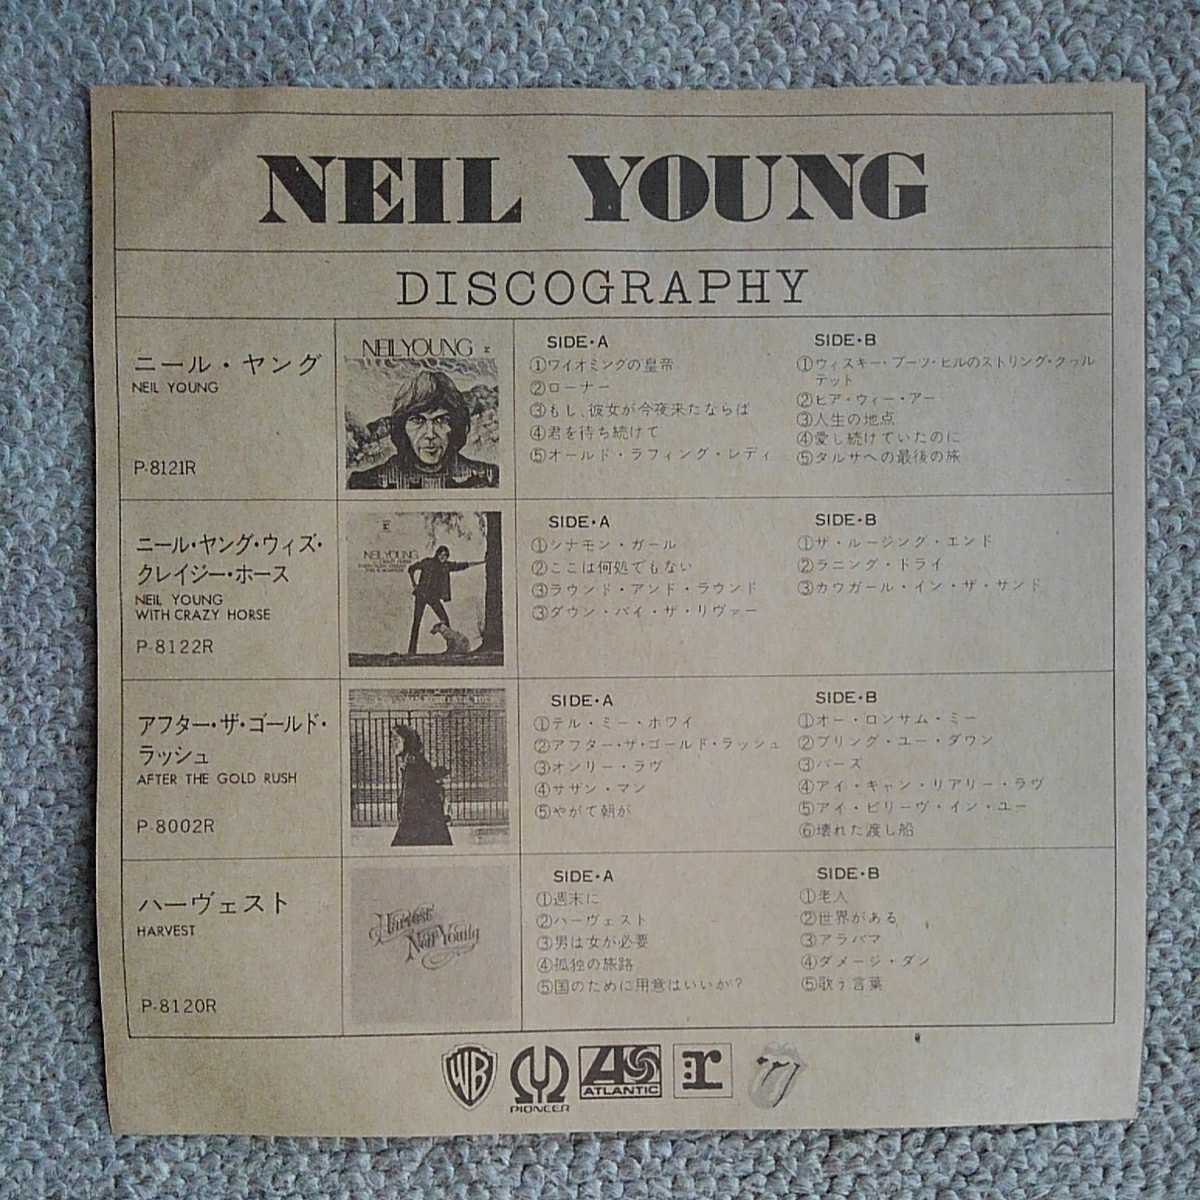 NEIL YOUNG
DISCOGRAPHY
ニール・ヤング
NEIL YOUNG
P-8121R
NEIL YOUNG
SIDE・A
①ワイオミングの皇帝
②ローナー
③もし、彼女が今夜来たならば
④君を待ち続けて
⑤オールド・ラフィング・レディ
SIDE・B
①ウィスキー・ブーツ・ヒルのストリング・クヮル
テット
②ヒア・ウィー・アー
③人生の地点
④愛し続けていたのに
⑤タルサへの最後の旅
ニール・ヤング・ウィズ・
クレイジー・ホース
NEIL YOUNG
WITH CRAZY HORSE
P-8122R
NEIL YOUNG
SIDE・A
①シナモン・ガール
②ここは何処でもない
③ラウンド・アンド・ラウンド
③ダウン・バイ・ザ・リヴァー
SIDE・B
①ザ・ルージング・エンド
②ラニング・ドライ
③カウガール・イン・ザ・サンド
アフター・ザ・ゴールド・
ラッシュ
AFTER THE GOLD RUSH
P-8002R
SIDE・A
①テル・ミー・ホワイ
②アフター・ザ・ゴールド・ラッシュ
③オンリー・ラヴ
④サザン・マン
⑤やがて朝が
SIDE・B
①オー・ロンサム・ミー
②ブリング・ユー・ダウン
③バーズ
④アイ・キャン・リアリー・ラヴ
⑤アイ・ビリーヴ・イン・ユー
⑥壊れた渡し船
ハーヴェスト
HARVEST
P-8120R
Harvest
Neil Young
SIDE・A
①週末に
②ハーヴェスト
③男は女が必要
④孤独の旅路
⑤国のために用意はいいか?
SIDE・B
①老人
②世界がある
③アラバマ
④ダメージ・ダン
⑤歌う言葉
WB
PIONEER
ATLANTIC
r